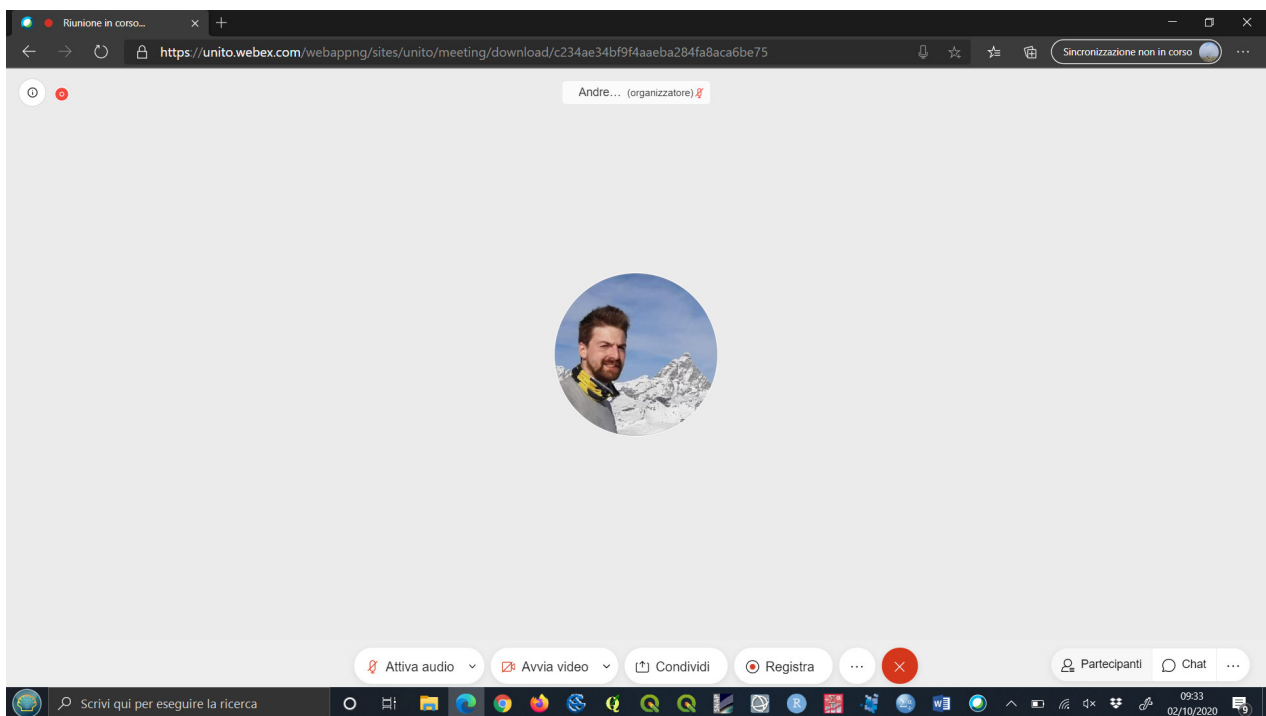 Riunione in corso...
https://unito.webex.com/webappng/sites/unito/meeting/download/c234ae34bf9f4aaeba284fa8aca6be75
Sincronizzazione non in corso
Andre... (organizzatore)
Attiva audio
Avvia video
Condividi
Registra
Partecipanti
Chat
Scrivi qui per eseguire la ricerca
R
W
09:33
02/10/2020
9